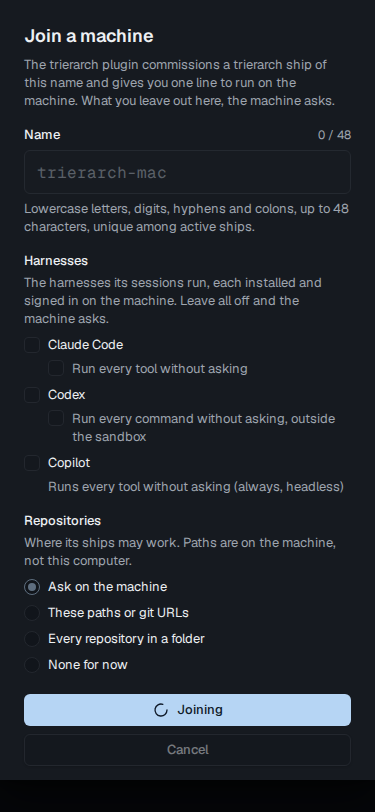 Join a machine
The trierarch plugin commissions a trierarch ship of
this name and gives you one line to run on the
machine. What you leave out here, the machine asks.
Name
0 / 48
trierarch-mac
Lowercase letters, digits, hyphens and colons, up to 48
characters, unique among active ships.
Harnesses
The harnesses its sessions run, each installed and
signed in on the machine. Leave all off and the
machine asks.
Claude Code
Run every tool without asking
Codex
Run every command without asking, outside
the sandbox
Copilot
Runs every tool without asking (always, headless)
Repositories
Where its ships may work. Paths are on the machine,
not this computer.
Ask on the machine
These paths or git URLs
Every repository in a folder
None for now
Joining
Cancel